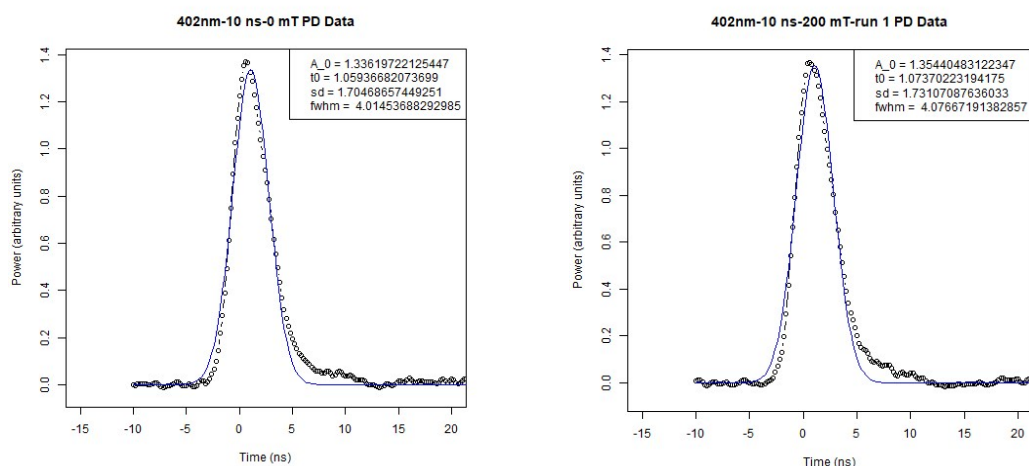 402nm-10 ns-0 mT PD Data
A_0 = 1.33619722125447
t0 = 1.05936682073699
sd = 1.70468657449251
fwhm = 4.01453688292985
Power (arbitrary units)
1.4
1.2
1.0
0.8
0.6
0.4
0.2
0.0
-15 -10 -5 0 5 10 15 20
Time (ns)
402nm-10 ns-200 mT-run 1 PD Data
A_0 = 1.35440483122347
t0 = 1.07370223194175
sd = 1.73107087636033
fwhm = 4.07667191382857
Power (arbitrary units)
1.4
1.2
1.0
0.8
0.6
0.4
0.2
0.0
-15 -10 -5 0 5 10 15 20
Time (ns)